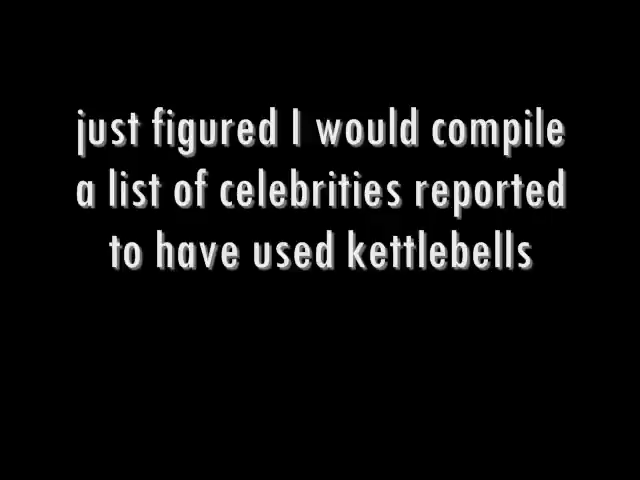 just figured I would compile
a list of celebrities reported
to have used kettlebells